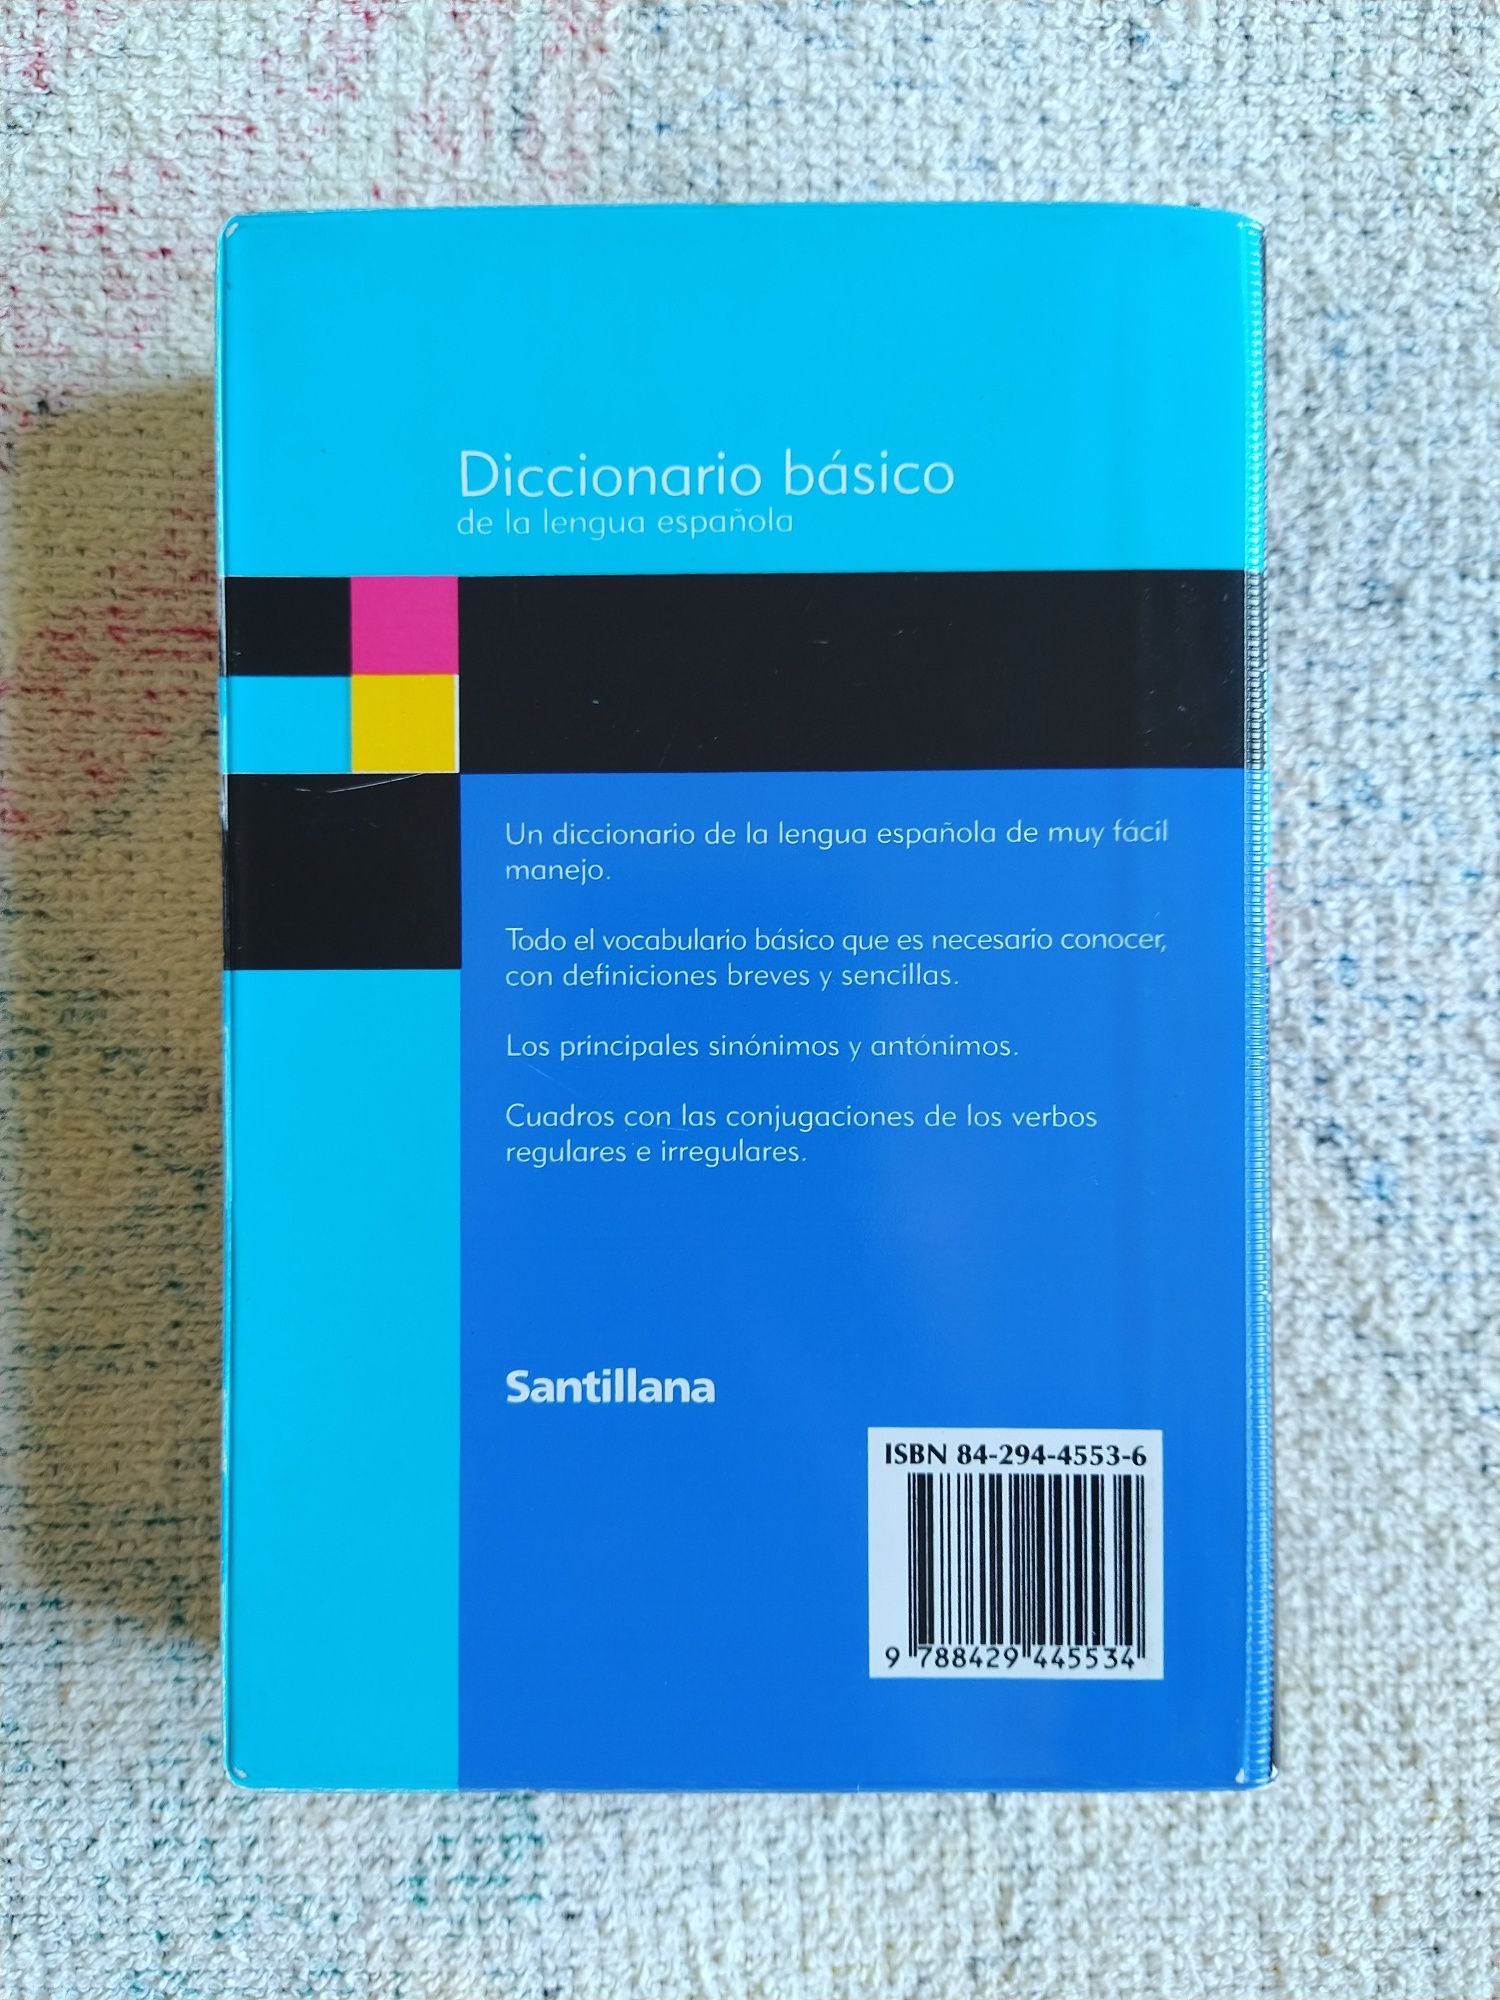 Diccionario básico
de la lengua española
Un diccionario de la lengua española de muy fácil
manejo.
Todo el vocabulario básico que es necesario conocer,
con definiciones breves y sencillas.
Los principales sinónimos y antónimos.
Cuadros con las conjugaciones de los verbos
regulares e irregulares.
Santillana
ISBN 84-294-4553-6
9 788429 445534